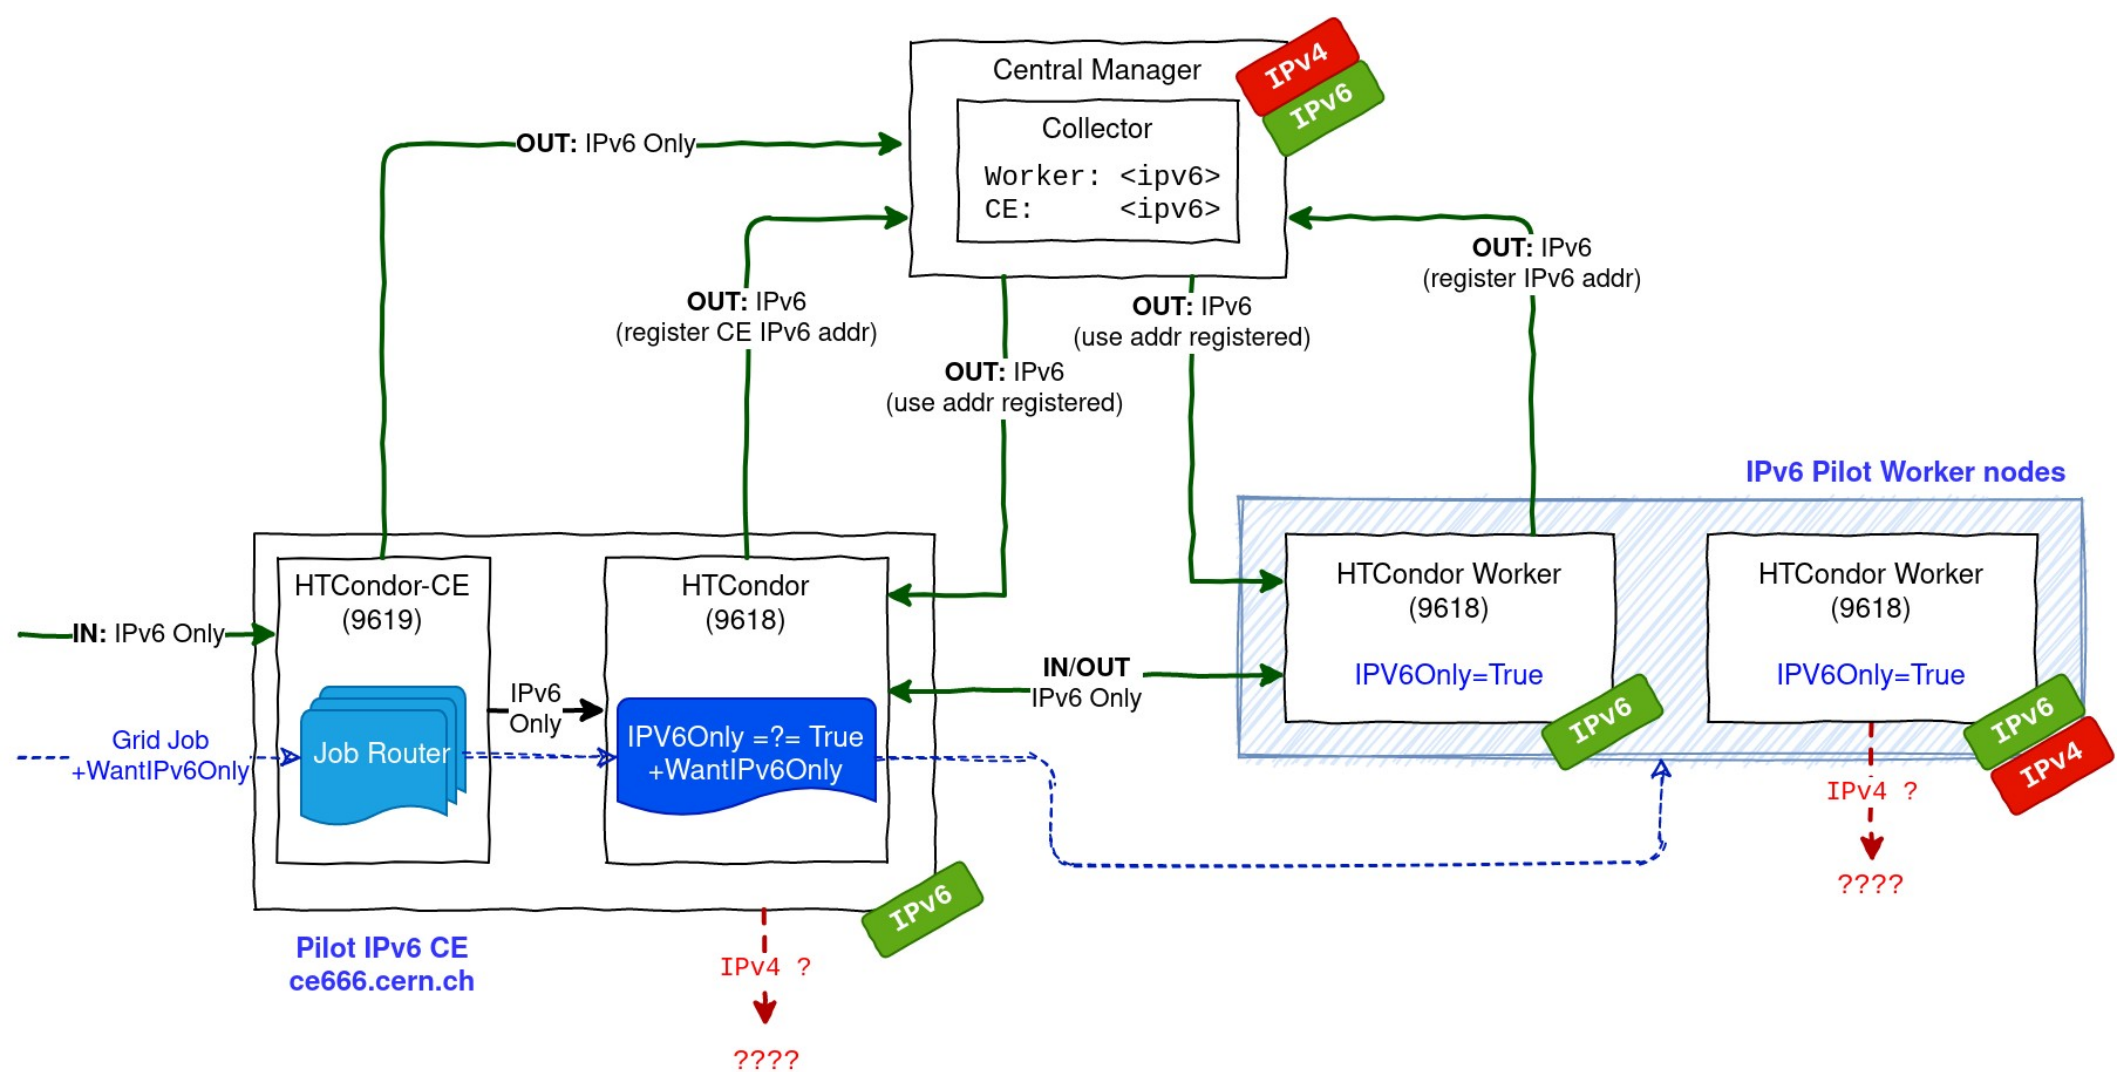 Central Manager
IPv4
IPv6
Collector
Worker: <ipv6>
CE: <ipv6>
OUT: IPv6 Only
OUT: IPv6
(register CE IPv6 addr)
OUT: IPv6
(use addr registered)
OUT: IPv6
(use addr registered)
OUT: IPv6
(register IPv6 addr)
IPv6 Pilot Worker nodes
HTCondor-CE
(9619)
HTCondor
(9618)
HTCondor Worker
(9618)
IPV6Only=True
IPv6
HTCondor Worker
(9618)
IPV6Only=True
IPv6
IPv4
IN: IPv6 Only
IPv6
Only
IN/OUT
IPv6 Only
Grid Job
+WantIPv6Only
Job Router
IPV6Only =?= True
+WantIPv6Only
IPv4 ?
????
IPv6
Pilot IPv6 CE
ce666.cern.ch
IPv4 ?
????